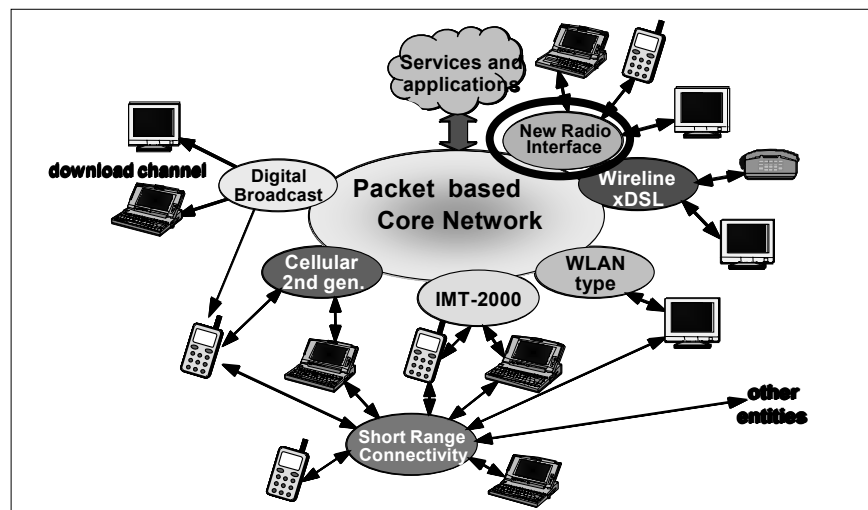 Services and
applications
New Radio
Interface
download channel
Digital
Broadcast
Packet based
Core Network
Wireline
xDSL
Cellular
2nd gen.
WLAN
type
IMT-2000
other
entities
Short Range
Connectivity